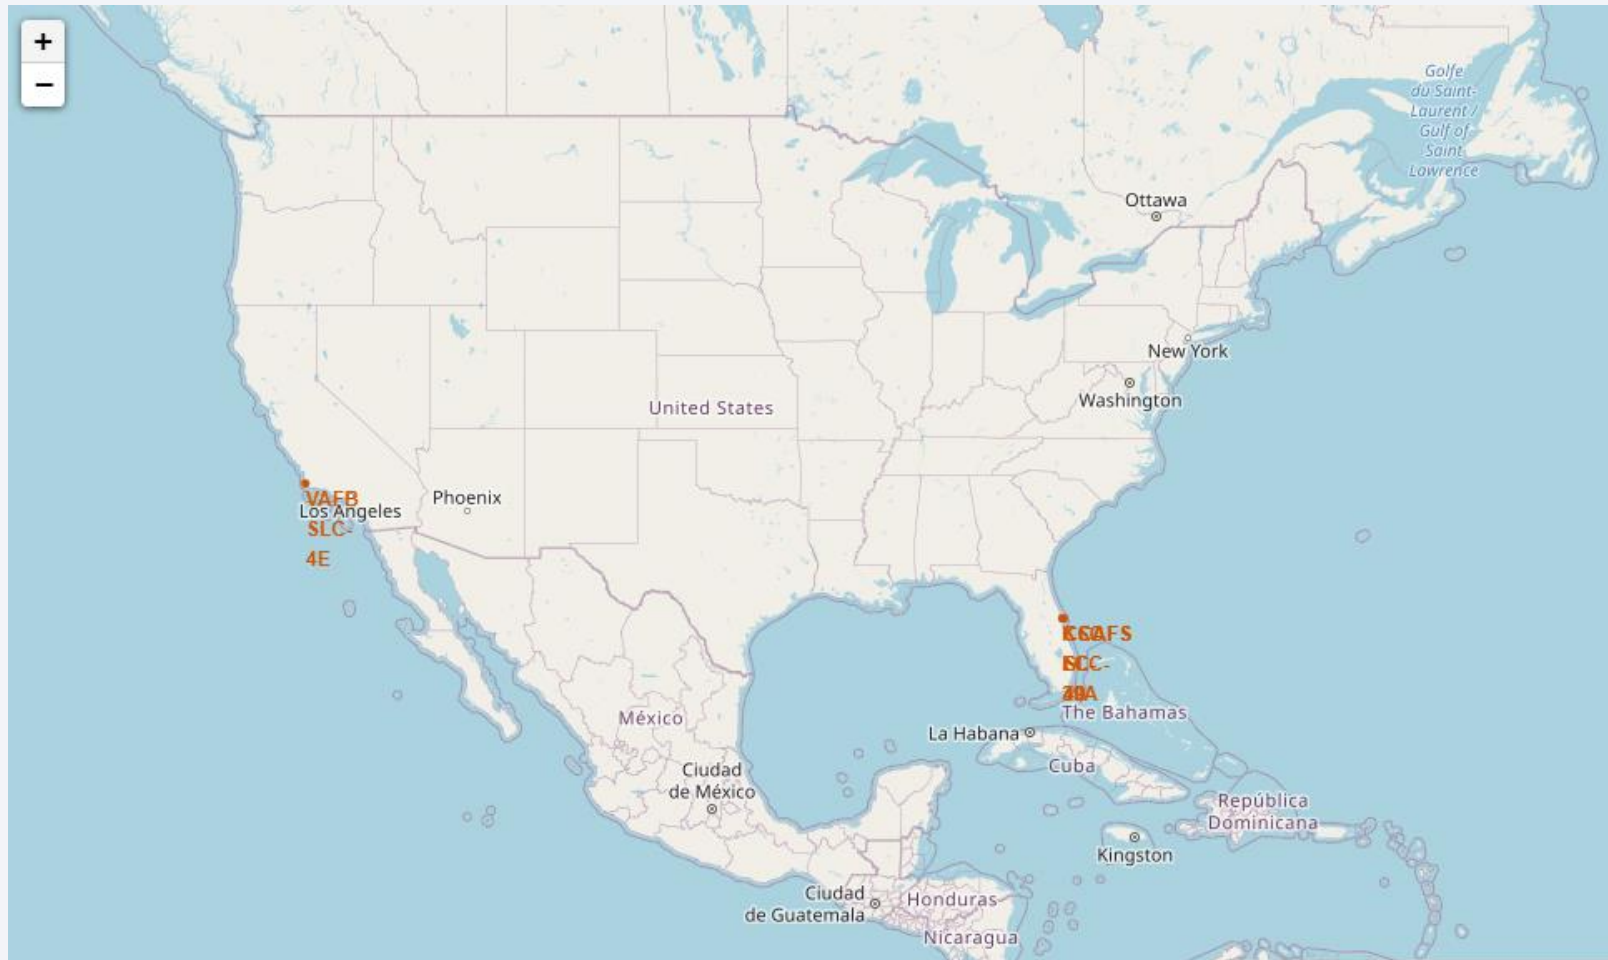 +
−
Golfe
du Saint-
Laurent /
Gulf of
Saint
Lawrence
Ottawa
New York
Washington
United States
VAFB
Los Angeles
SLC-
4E
Phoenix
The Bahamas
La Habana
Cuba
México
Ciudad
de México
República
Dominicana
Kingston
Ciudad
de Guatemala
Honduras
Nicaragua